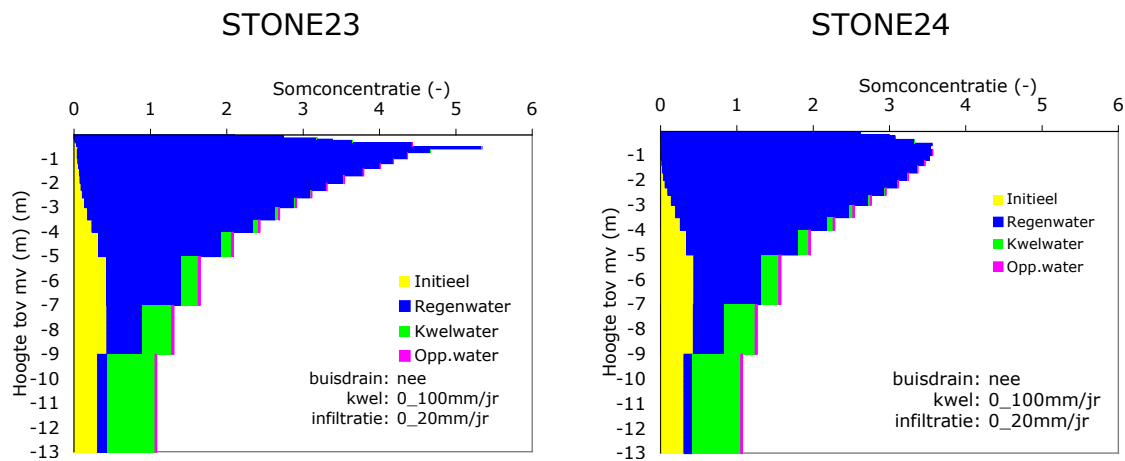 STONE23
Somconcentratie (-)
0 1 2 3 4 5 6
Hoogte tov mv (m) (m)
-1
-2
-3
-4
-5
-6
-7
-8
-9
-10
-11
-12
-13
Initieel
Regenwater
Kwelwater
Opp.water
buisdrain: nee
kwel: 0_100mm/jr
infiltratie: 0_20mm/jr
STONE24
Somconcentratie (-)
0 1 2 3 4 5 6
Hoogte tov mv (m)
-1
-2
-3
-4
-5
-6
-7
-8
-9
-10
-11
-12
-13
Initieel
Regenwater
Kwelwater
Opp.water
buisdrain: nee
kwel: 0_100mm/jr
infiltratie: 0_20mm/jr